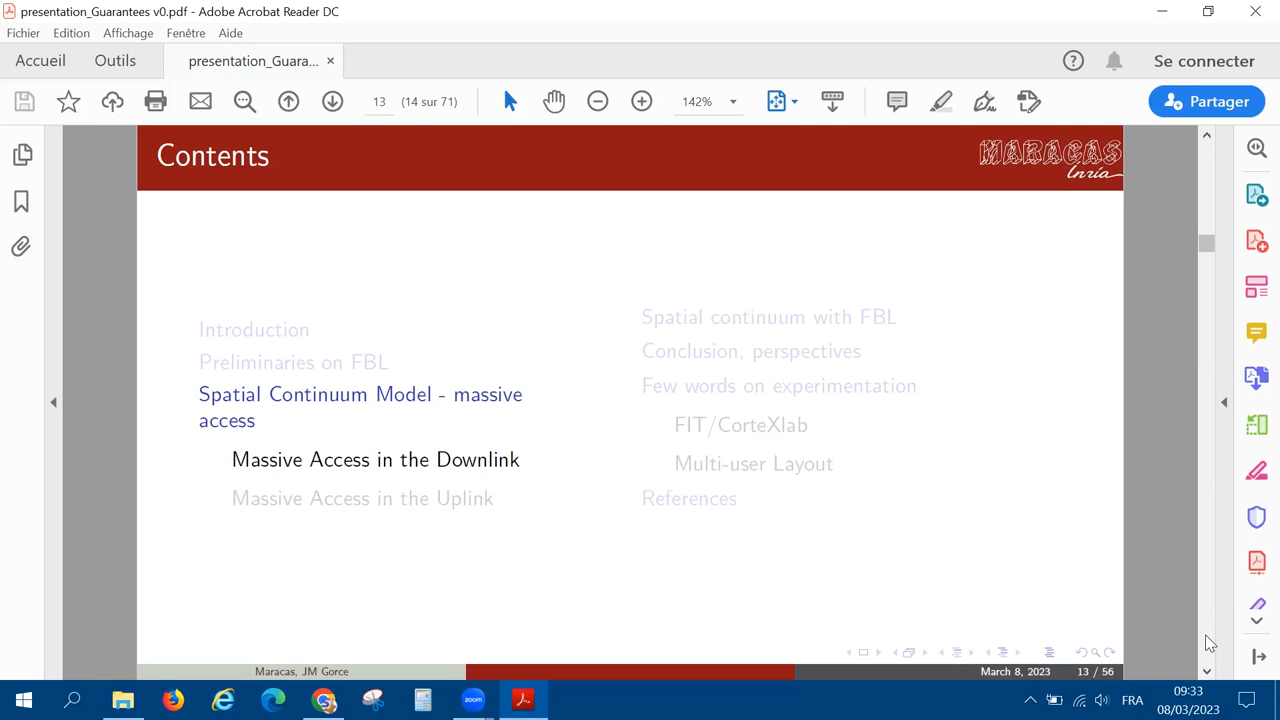 presentation_Guarantees v0.pdf - Adobe Acrobat Reader DC
Fichier Edition Affichage Fenêtre Aide
Accueil Outils presentation_Guara... × Se connecter
13 (14 sur 71) 142% Partager
Contents
MARACAS
Inria
Introduction
Preliminaries on FBL
Spatial Continuum Model - massive
access
Massive Access in the Downlink
Massive Access in the Uplink
Spatial continuum with FBL
Conclusion, perspectives
Few words on experimentation
FIT/CorteXlab
Multi-user Layout
References
Maracas, JM Gorce March 8, 2023 13 / 56
zoom FRA 09:33
08/03/2023